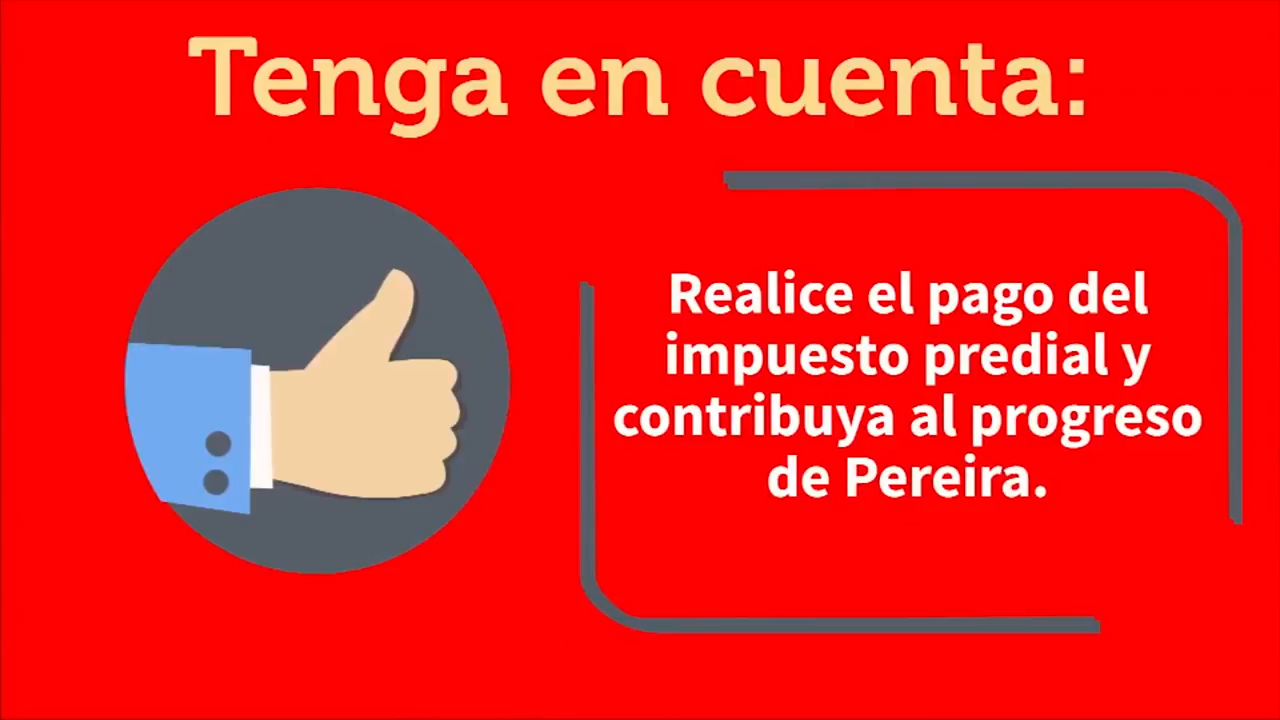 Tenga en cuenta:
Realice el pago del
impuesto predial y
contribuya al progreso
de Pereira.